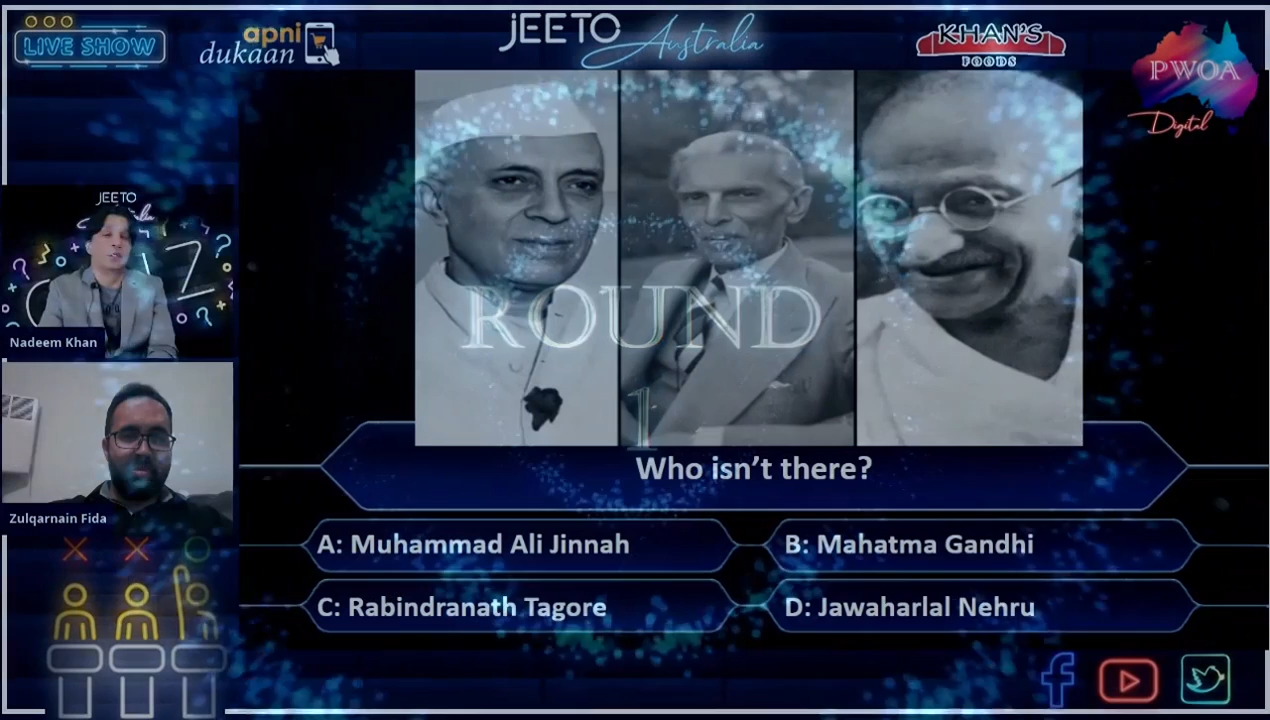 LIVE SHOW
apni
dukaan
JEETO
Australia
KHAN'S
FOODS
PWOA
Digital
JEETO
Nadeem Khan
Zulqarnain Fida
ROUND
1
Who isn't there?
A: Muhammad Ali Jinnah
B: Mahatma Gandhi
C: Rabindranath Tagore
D: Jawaharlal Nehru